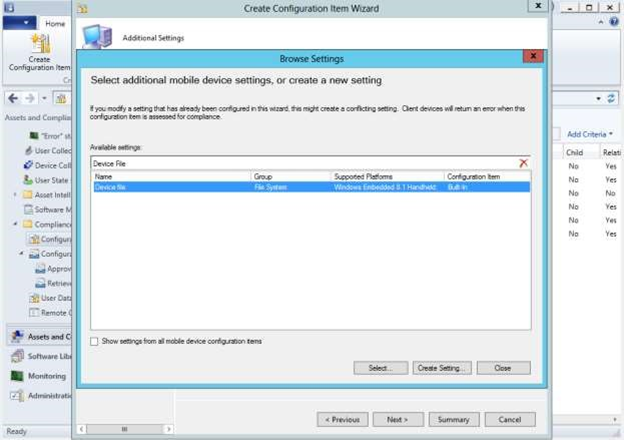 Create Configuration Item Wizard
Home
Additional Settings
Create
Configuration Item
Browse Settings
Select additional mobile device settings, or create a new setting
If you modify a setting that has already been configured in this wizard, this might create a conflicting setting. Client devices will return an error when this
configuration item is assessed for compliance.
Available settings:
Device File
Name Group Supported Platforms Configuration Item
Device file File System Windows Embedded 8.1 Handheld Built-In
Show settings from all mobile device configuration items
Select... Create Setting... Close
< Previous Next > Summary Cancel
Assets and Complia
"Error" st
User Collec
Device Coll
User State
Asset Intell
Software M
Compliance
Configura
Configura
Approv
Retriev
User Data
Remote C
Assets and C
Software Libr
Monitoring
Administratio
Ready
Add Criteria
Child Relati
No Yes
No Yes
No No
No Yes
No Yes
No Yes